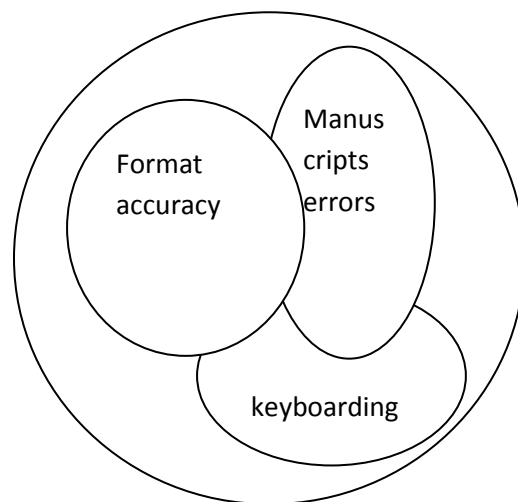 Format
accuracy
Manus
cripts
errors
keyboarding